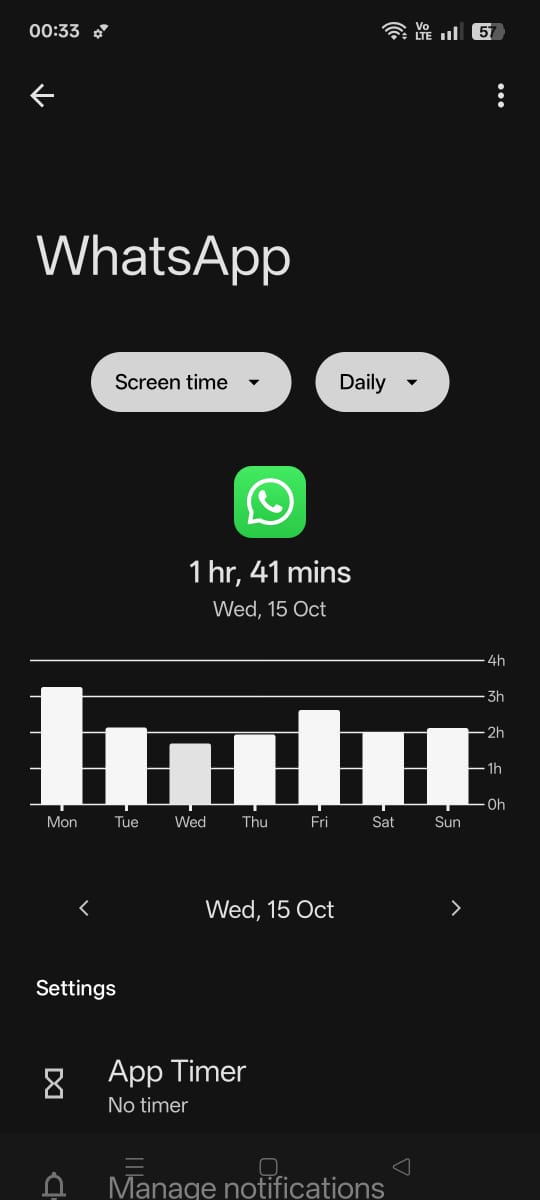 00:33 Vo LTE 57
WhatsApp
Screen time Daily
1 hr, 41 mins
Wed, 15 Oct
4h
3h
2h
1h
0h
Mon Tue Wed Thu Fri Sat Sun
Wed, 15 Oct
Settings
App Timer
No timer
Manage notifications